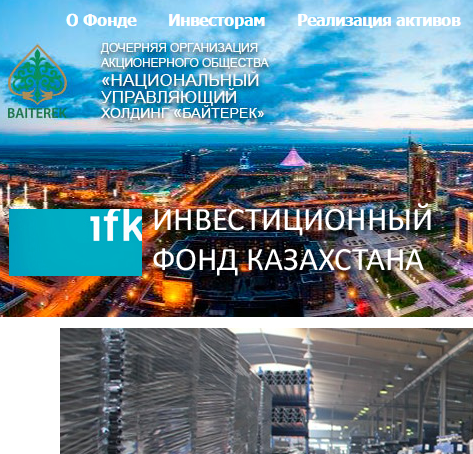 О Фонде Инвесторам Реализация активов
ДОЧЕРНЯЯ ОРГАНИЗАЦИЯ
АКЦИОНЕРНОГО ОБЩЕСТВА
«НАЦИОНАЛЬНЫЙ
УПРАВЛЯЮЩИЙ
ХОЛДИНГ «БАЙТЕРЕК»
BAITEREK
ifk
ИНВЕСТИЦИОННЫЙ
ФОНД КАЗАХСТАНА